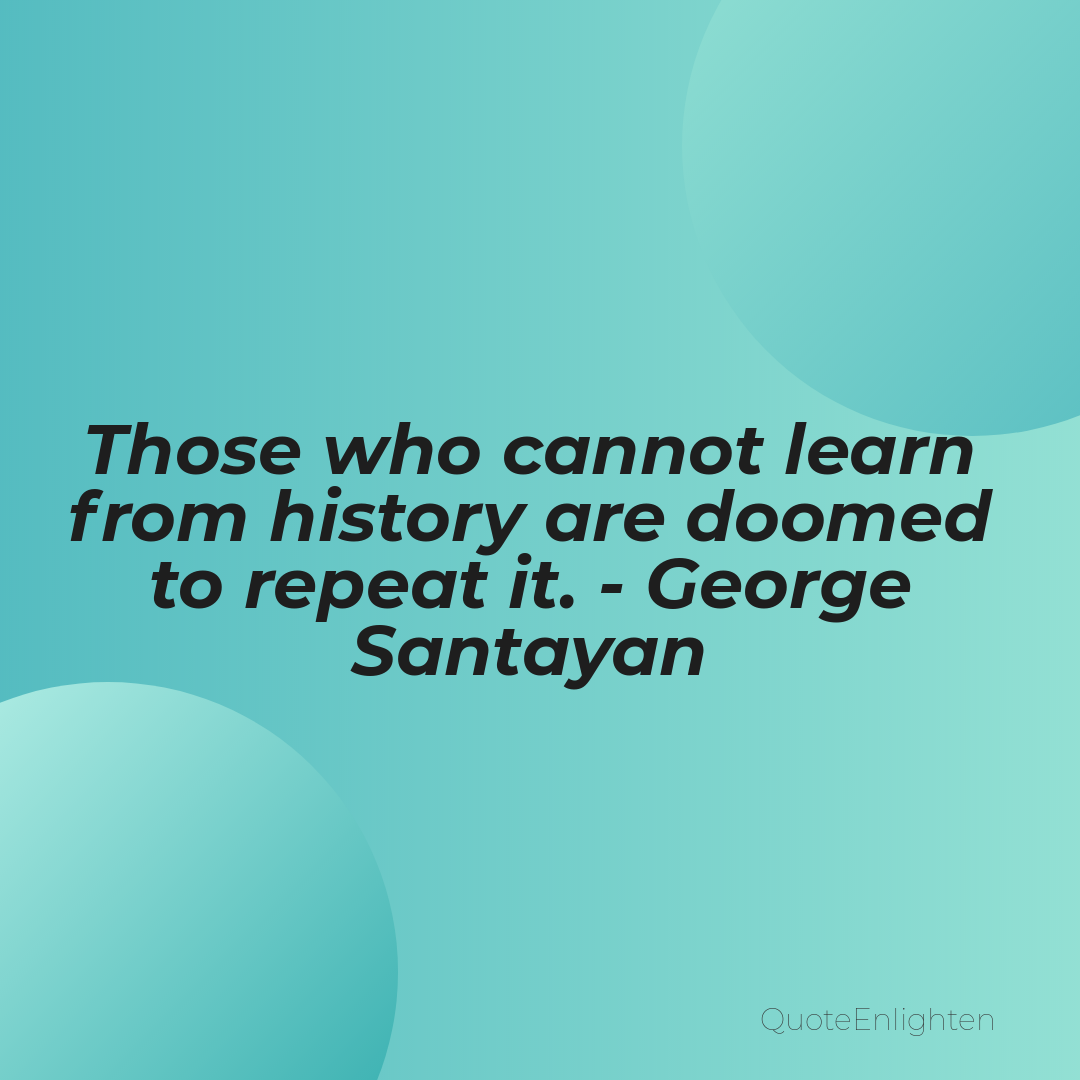 Those who cannot learn
from history are doomed
to repeat it. - George
Santayan
QuoteEnlighten